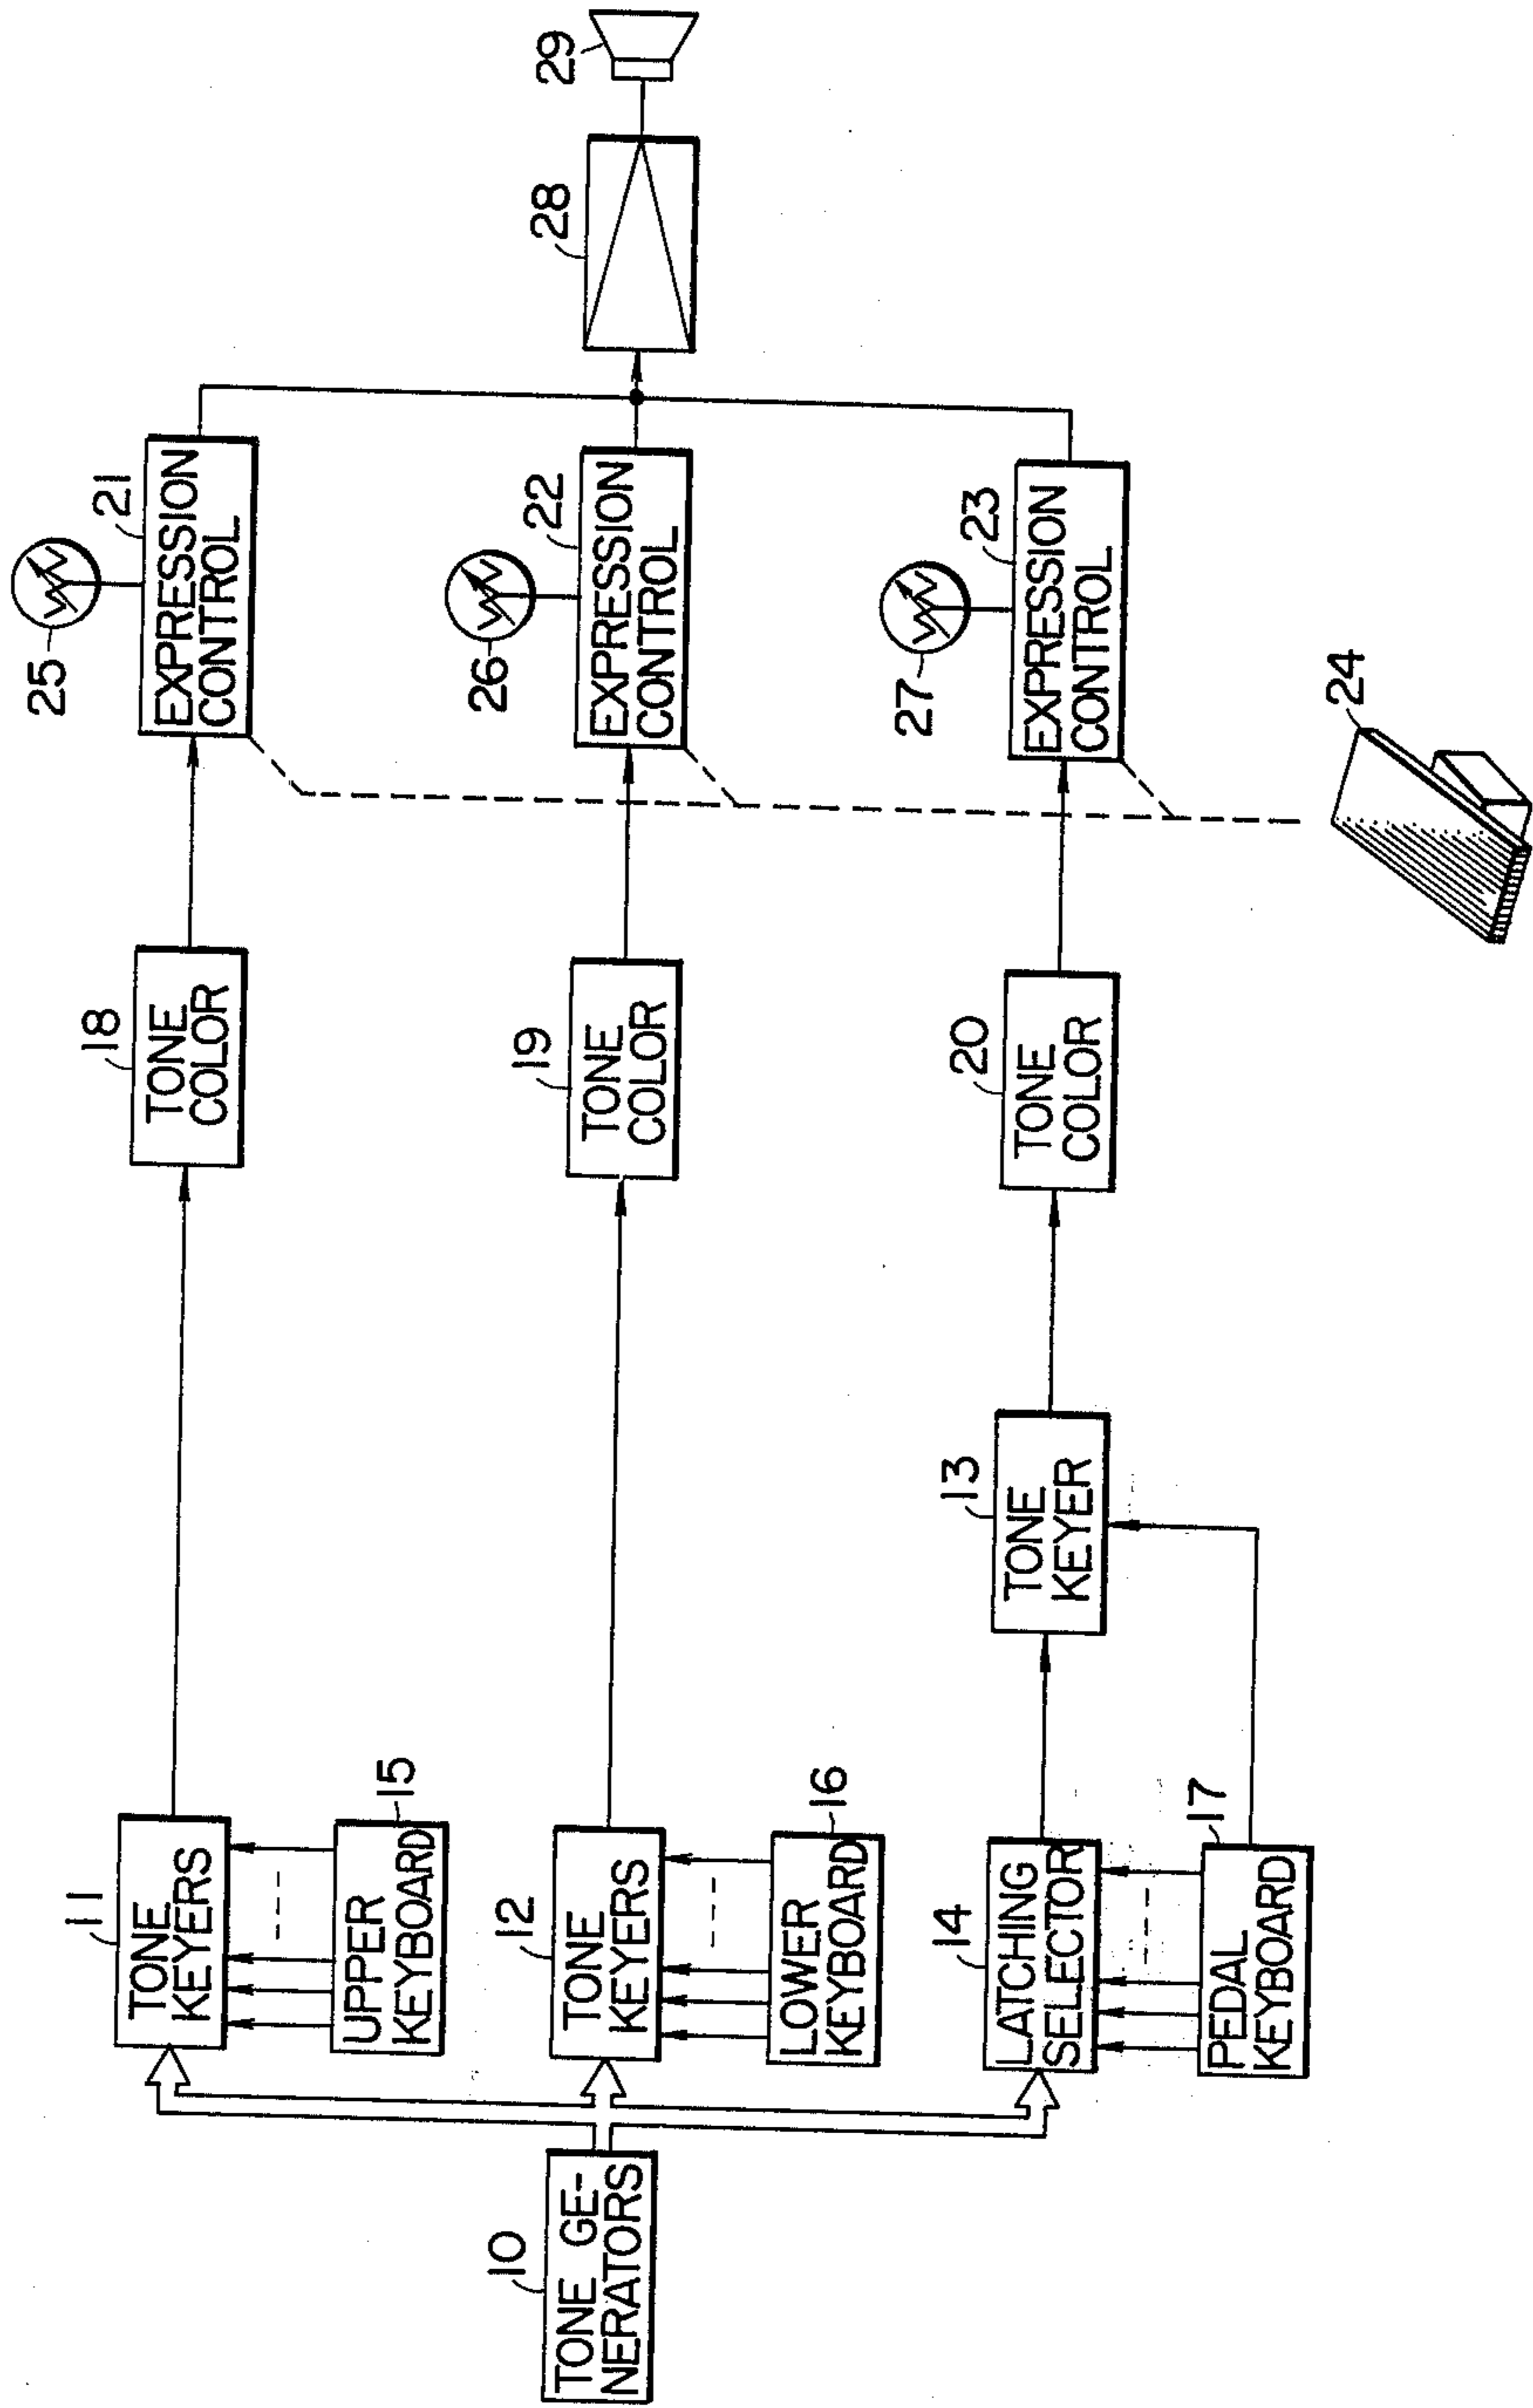 10
TONE GE-
NERATORS
11
TONE
KEYERS
15
UPPER
KEYBOARD
18
TONE
COLOR
25
21
EXPRESSION
CONTROL
12
TONE
KEYERS
16
LOWER
KEYBOARD
19
TONE
COLOR
26
22
EXPRESSION
CONTROL
28
29
14
LATCHING
SELECTOR
17
PEDAL
KEYBOARD
13
TONE
KEYER
20
TONE
COLOR
27
23
EXPRESSION
CONTROL
24